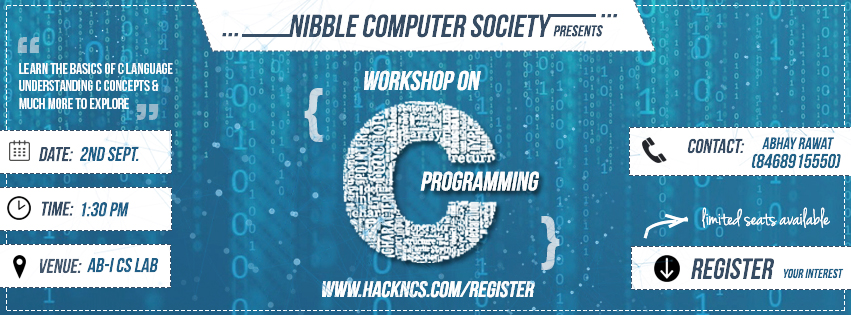 NIBBLE COMPUTER SOCIETY PRESENTS
LEARN THE BASICS OF C LANGUAGE
UNDERSTANDING C CONCEPTS &
MUCH MORE TO EXPLORE
DATE: 2ND SEPT.
TIME: 1:30 PM
VENUE: AB-I CS LAB
WORKSHOP ON
C
return
PROGRAMMING
WWW.HACKNCS.COM/REGISTER
CONTACT: ABHAY RAWAT
(8468915550)
limited seats available
REGISTER YOUR INTEREST